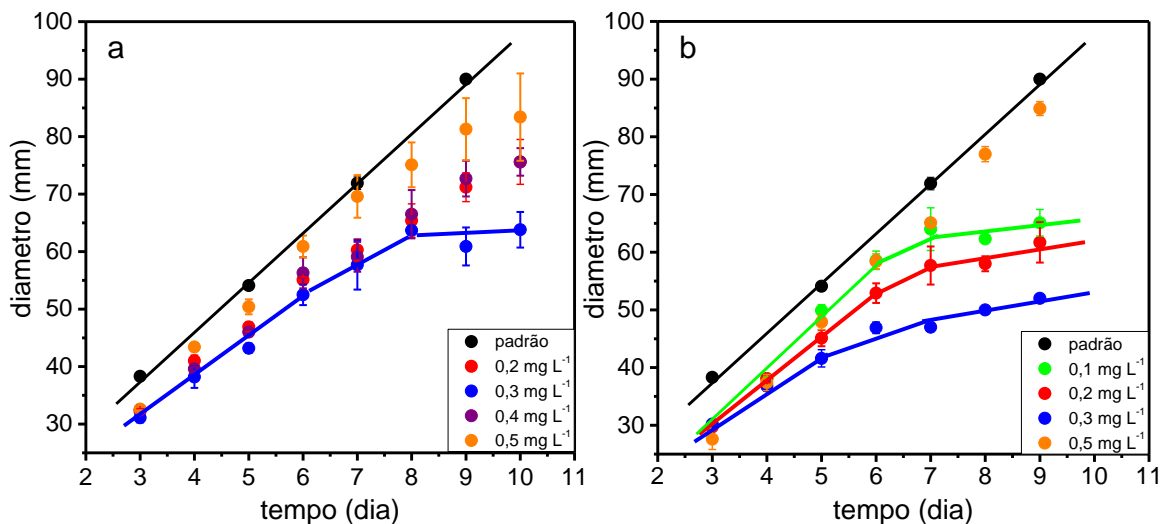 a
100
90
80
70
60
50
40
30
diametro (mm)
padrão
0,2 mg L⁻¹
0,3 mg L⁻¹
0,4 mg L⁻¹
0,5 mg L⁻¹
2 3 4 5 6 7 8 9 10 11
tempo (dia)
b
100
90
80
70
60
50
40
30
diametro (mm)
padrão
0,1 mg L⁻¹
0,2 mg L⁻¹
0,3 mg L⁻¹
0,5 mg L⁻¹
2 3 4 5 6 7 8 9 10 11
tempo (dia)